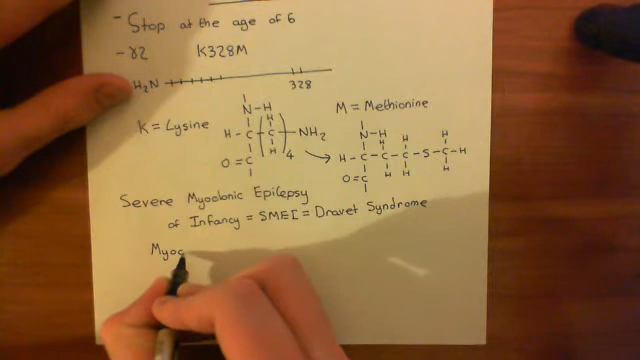 - Stop at the age of 6
- γ2 K328M
H₂N 328
K = Lysine
M = Methionine
N-H
H H
H-C-(C)-NH₂
H 4
O=C
N-H
H H H
H-C-C-C-S-C-H
H H H
O=C
Severe Myoclonic Epilepsy
of Infancy = SMEI = Dravet Syndrome
Myoc